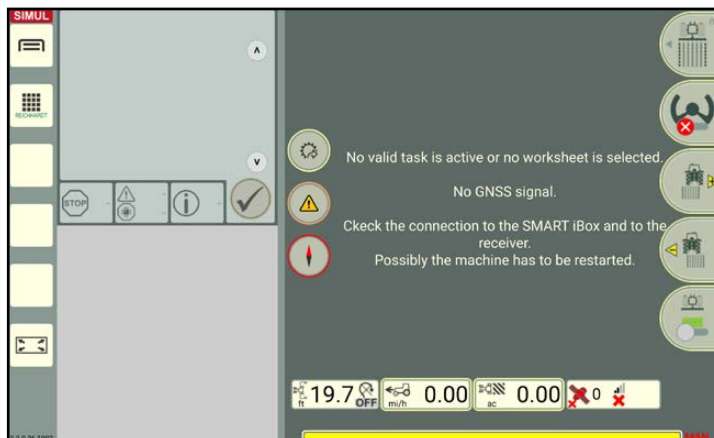 SIMUL
REICHHARDT
STOP
No valid task is active or no worksheet is selected.
No GNSS signal.
Ckeck the connection to the SMART iBox and to the
receiver.
Possibly the machine has to be restarted.
19.7
ft
OFF
0.00
mi/h
0.00
ac
0